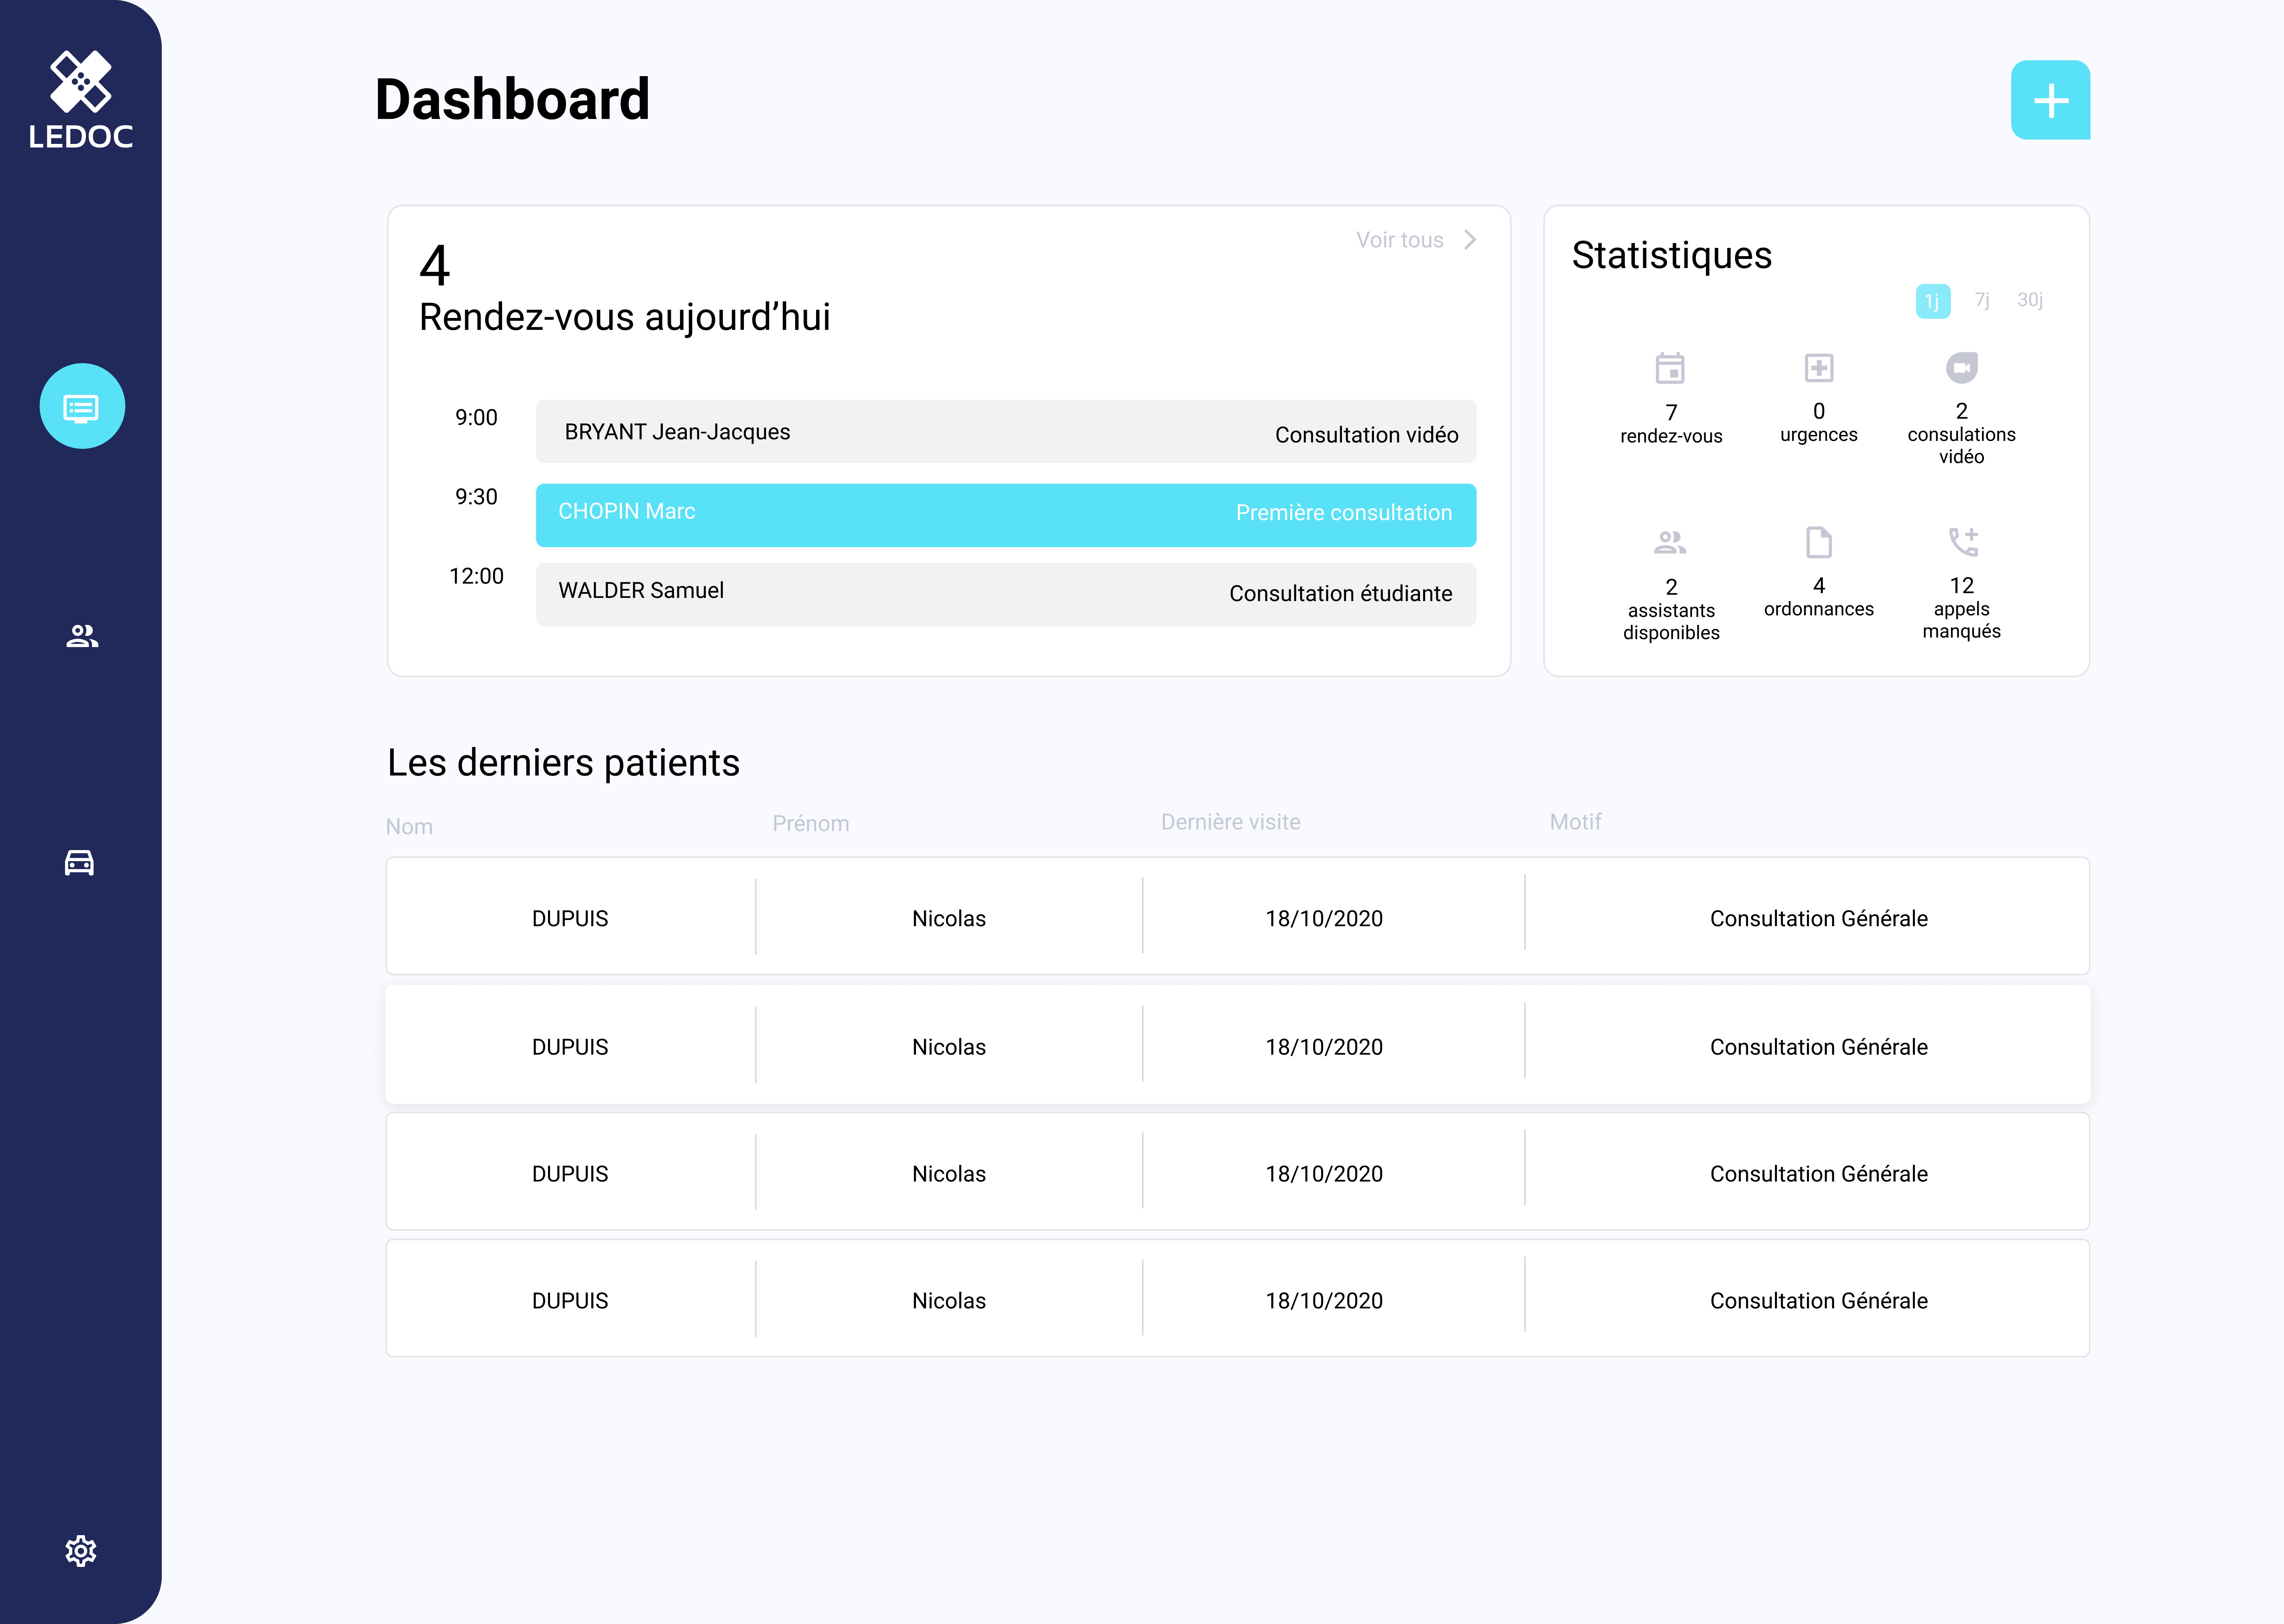 LEDOC
Dashboard
4
Rendez-vous aujourd’hui
Voir tous
9:00
BRYANT Jean-Jacques
Consultation vidéo
9:30
CHOPIN Marc
Première consultation
12:00
WALDER Samuel
Consultation étudiante
Statistiques
1j 7j 30j
7
rendez-vous
0
urgences
2
consulations
vidéo
2
assistants
disponibles
4
ordonnances
12
appels
manqués
Les derniers patients
Nom Prénom Dernière visite Motif
DUPUIS Nicolas 18/10/2020 Consultation Générale
DUPUIS Nicolas 18/10/2020 Consultation Générale
DUPUIS Nicolas 18/10/2020 Consultation Générale
DUPUIS Nicolas 18/10/2020 Consultation Générale